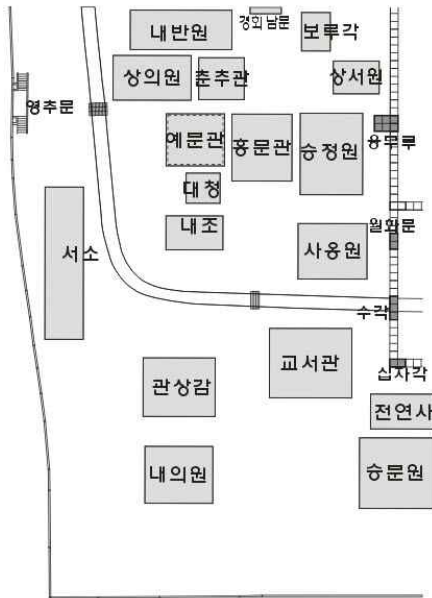 경회남문
내반원
보루각
상의원
춘추관
상서원
영추문
예문관
홍문관
승정원
융무루
대청
내조
월화문
서소
사옹원
수각
교서관
십자각
관상감
전연사
내의원
승문원